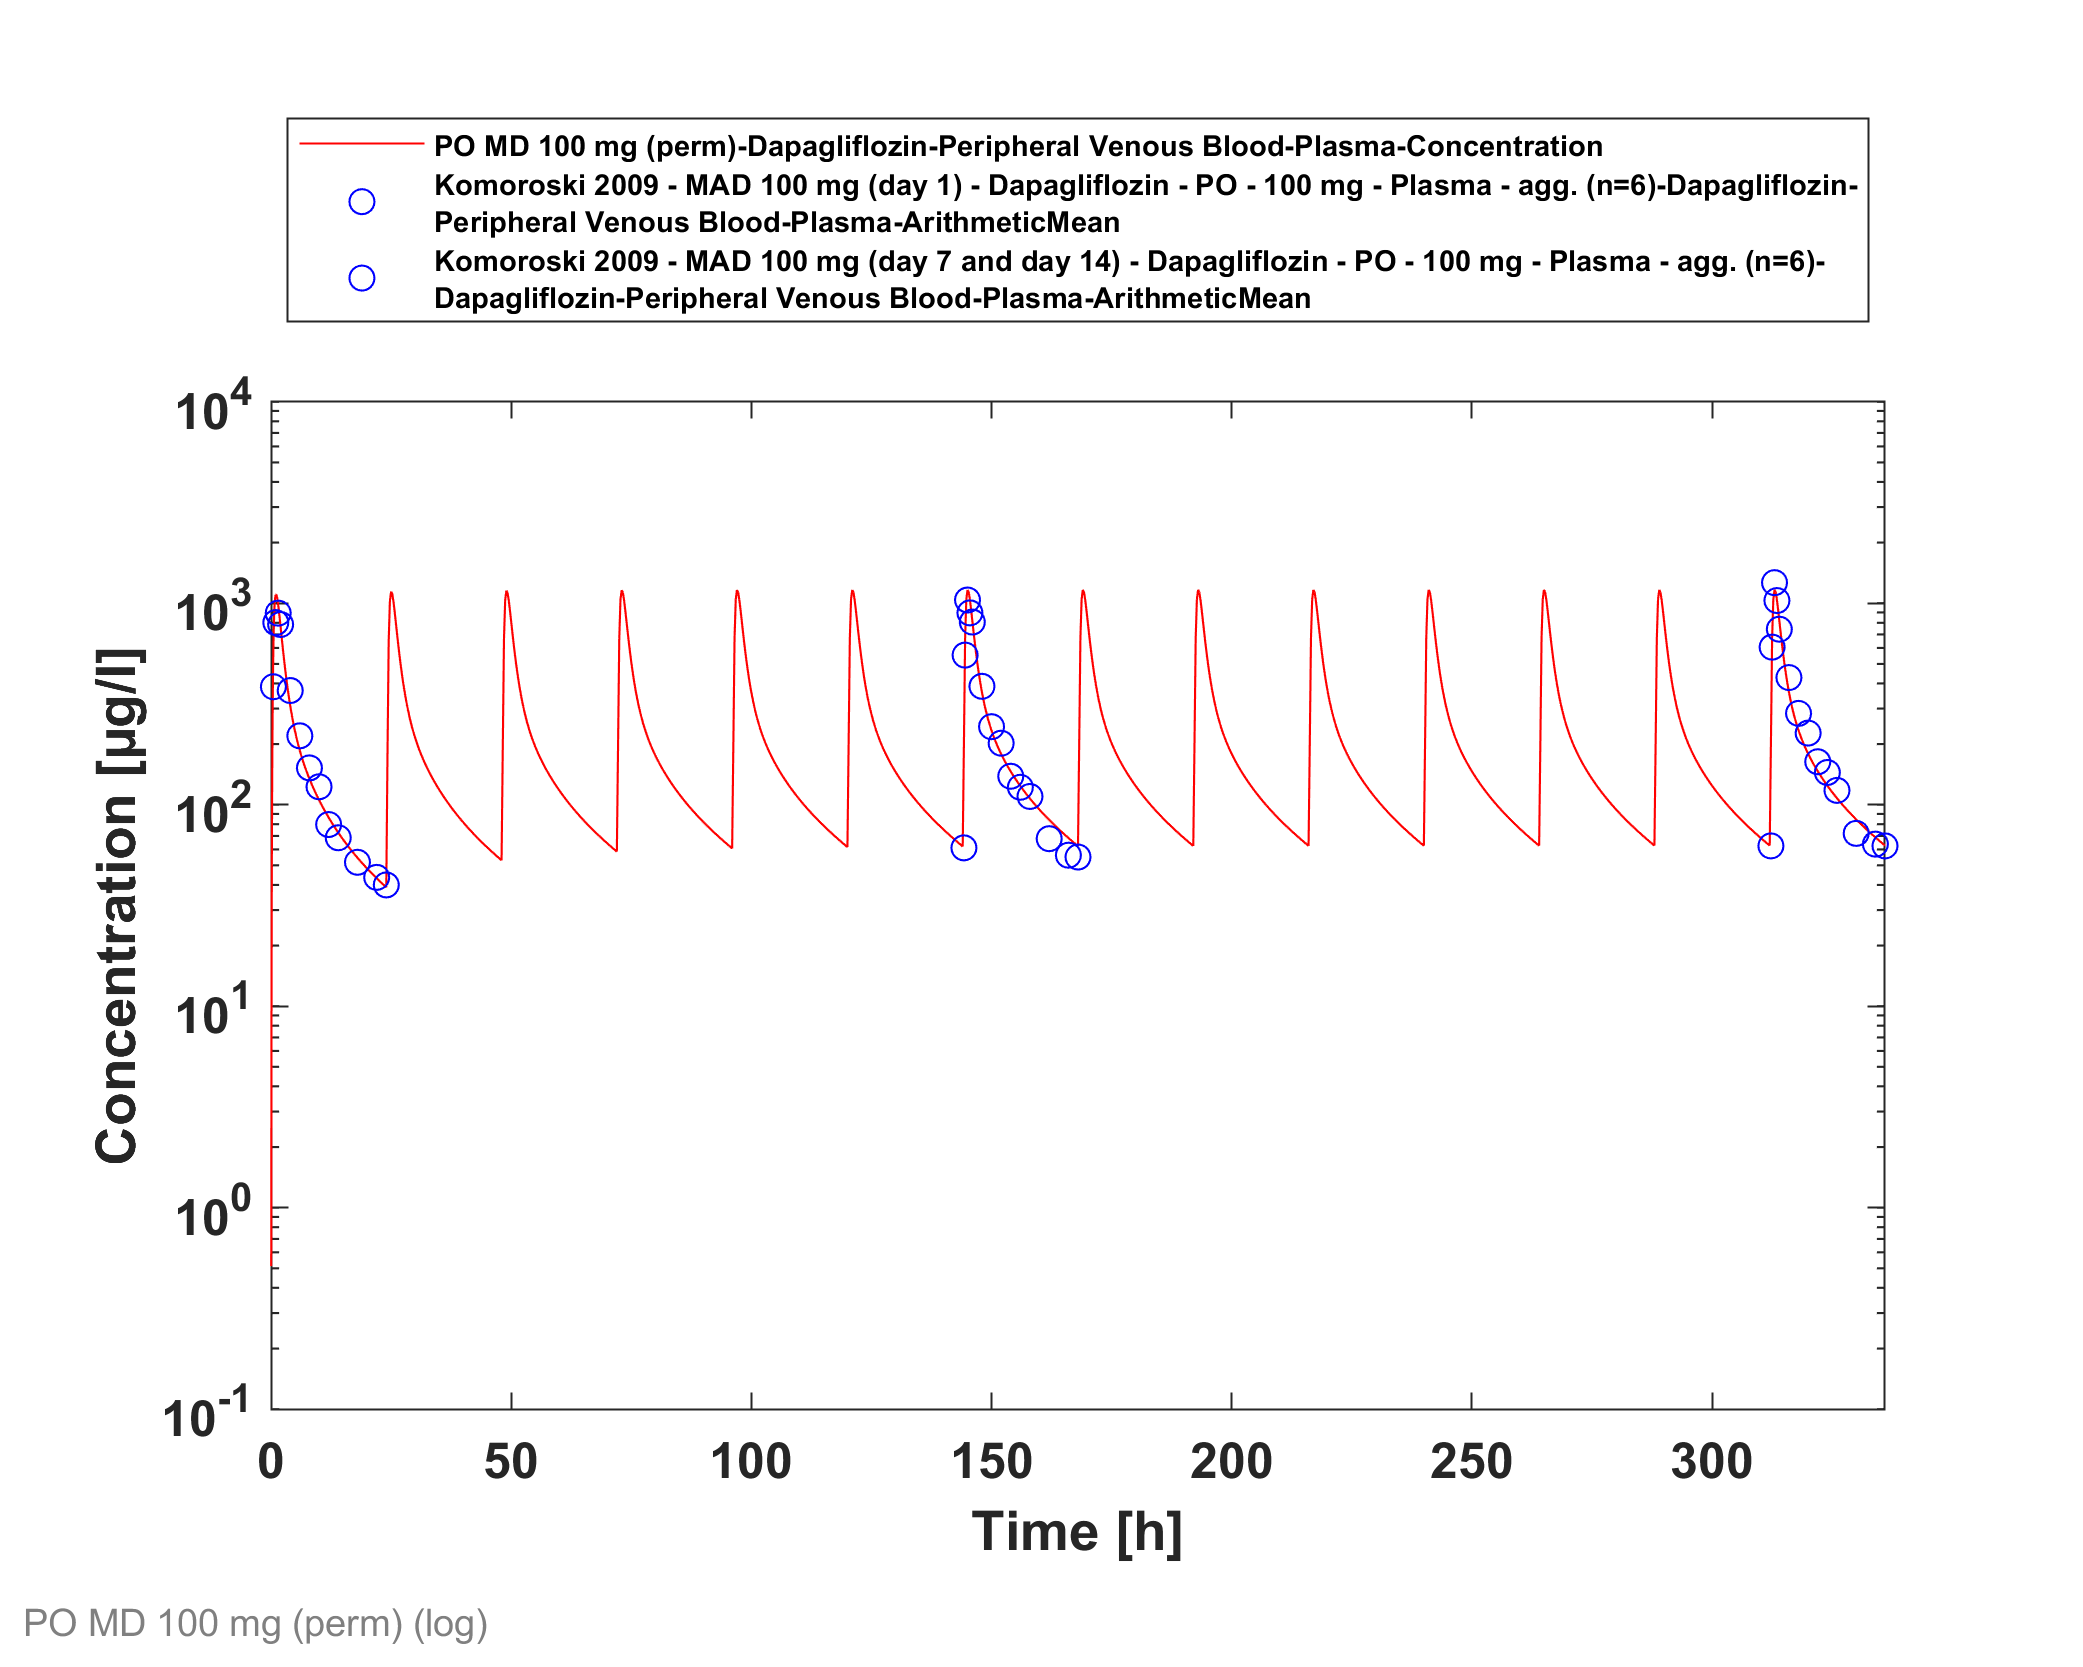 PO MD 100 mg (perm)-Dapagliflozin-Peripheral Venous Blood-Plasma-Concentration
Komoroski 2009 - MAD 100 mg (day 1) - Dapagliflozin - PO - 100 mg - Plasma - agg. (n=6)-Dapagliflozin-
Peripheral Venous Blood-Plasma-ArithmeticMean
Komoroski 2009 - MAD 100 mg (day 7 and day 14) - Dapagliflozin - PO - 100 mg - Plasma - agg. (n=6)-
Dapagliflozin-Peripheral Venous Blood-Plasma-ArithmeticMean
10^4
10^3
10^2
10^1
10^0
10^-1
Concentration [µg/l]
0 50 100 150 200 250 300
Time [h]
PO MD 100 mg (perm) (log)